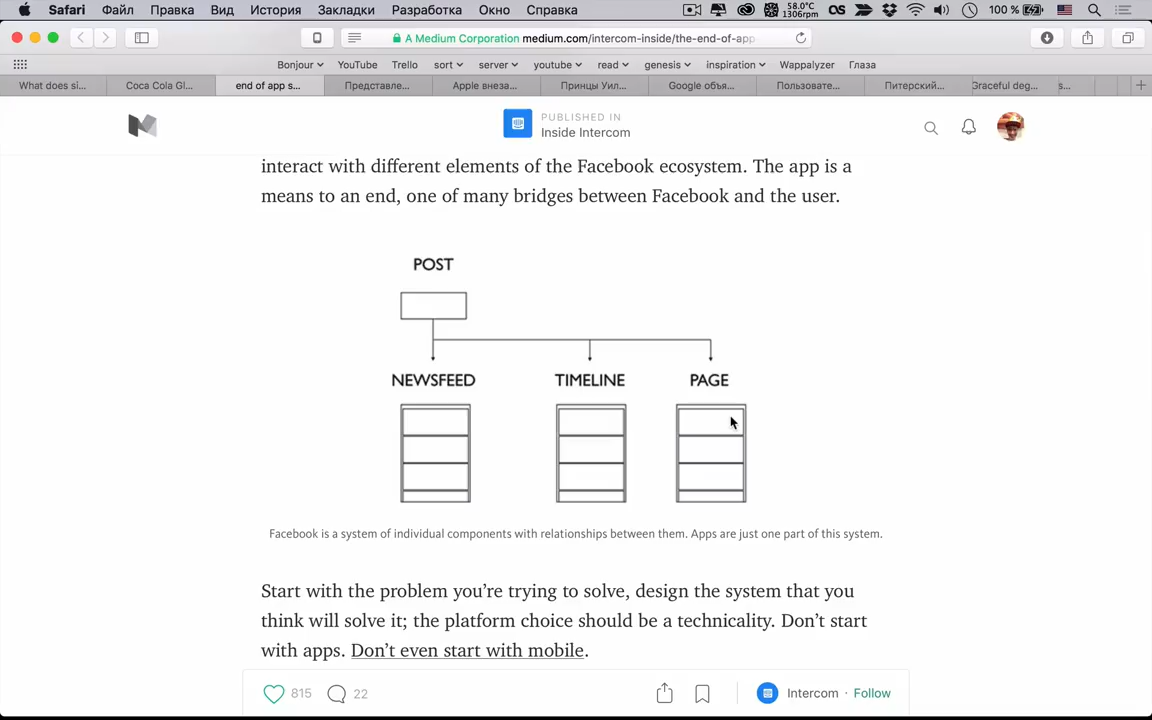 Safari Файл Правка Вид История Закладки Разработка Окно Справка 58.0°C 1306rpm 100 %
A Medium Corporation medium.com/intercom-inside/the-end-of-app-
Bonjour YouTube Trello sort server youtube read genesis inspiration Wappalyzer Глаза
What does si... Coca Cola Gl... end of app s... Представле... Apple внеза... Принцы Уил... Google объя... Пользовате... Питерский... Graceful deg... s...
PUBLISHED IN
Inside Intercom
interact with different elements of the Facebook ecosystem. The app is a
means to an end, one of many bridges between Facebook and the user.
POST
NEWSFEED TIMELINE PAGE
Facebook is a system of individual components with relationships between them. Apps are just one part of this system.
Start with the problem you’re trying to solve, design the system that you
think will solve it; the platform choice should be a technicality. Don’t start
with apps. Don’t even start with mobile.
815 22 Intercom · Follow